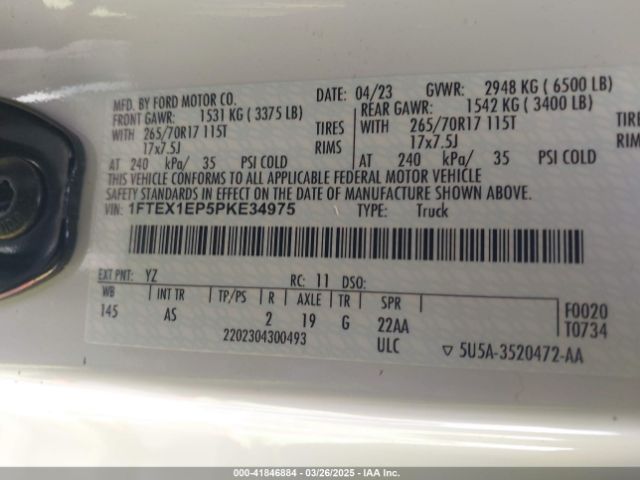 MFD. BY FORD MOTOR CO. DATE: 04/23 GVWR: 2948 KG ( 6500 LB)
FRONT GAWR: 1531 KG ( 3375 LB) REAR GAWR: 1542 KG ( 3400 LB)
WITH 265/70R17 115T TIRES WITH 265/70R17 115T TIRE
17x7.5J RIMS 17x7.5J RIMS
AT 240 kPa/ 35 PSI COLD AT 240 kPa/ 35 PSI COLD
THIS VEHICLE CONFORMS TO ALL APPLICABLE FEDERAL MOTOR VEHICLE
SAFETY STANDARDS IN EFFECT ON THE DATE OF MANUFACTURE SHOWN ABOVE.
VIN: 1FTEX1EP5PKE34975 TYPE: Truck
EXT PNT: YZ RC: 11 DSO:
WB INT TR TP/PS R AXLE TR SPR
145 AS 2 19 G 22AA F0020
2202304300493 ULC T0734
▽ 5U5A-3520472-AA
000-41846884 | 03/26/2025 - Copyright © IAA